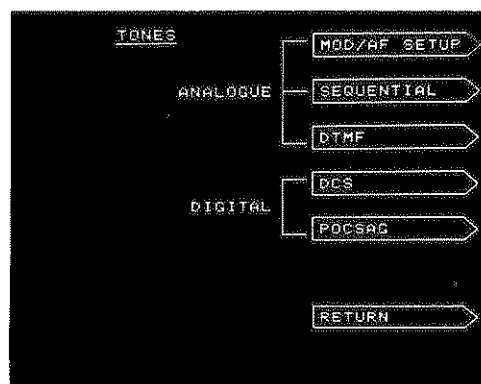 TONES
MOD/AF SETUP
ANALOGUE
SEQUENTIAL
DTMF
DCS
DIGITAL
POCSAG
RETURN